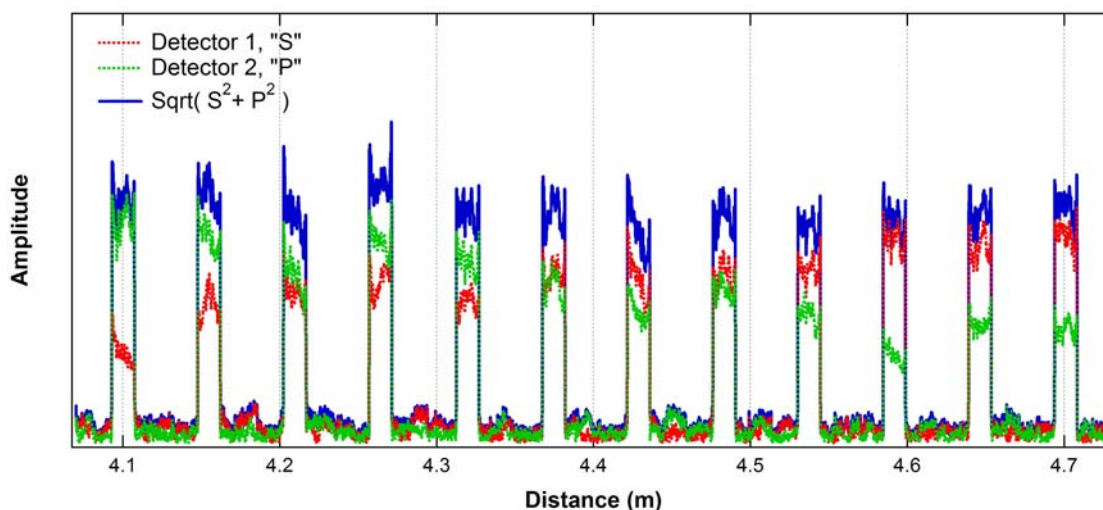 Detector 1, "S"
Detector 2, "P"
Sqrt( S² + P² )
Amplitude
4.1 4.2 4.3 4.4 4.5 4.6 4.7
Distance (m)